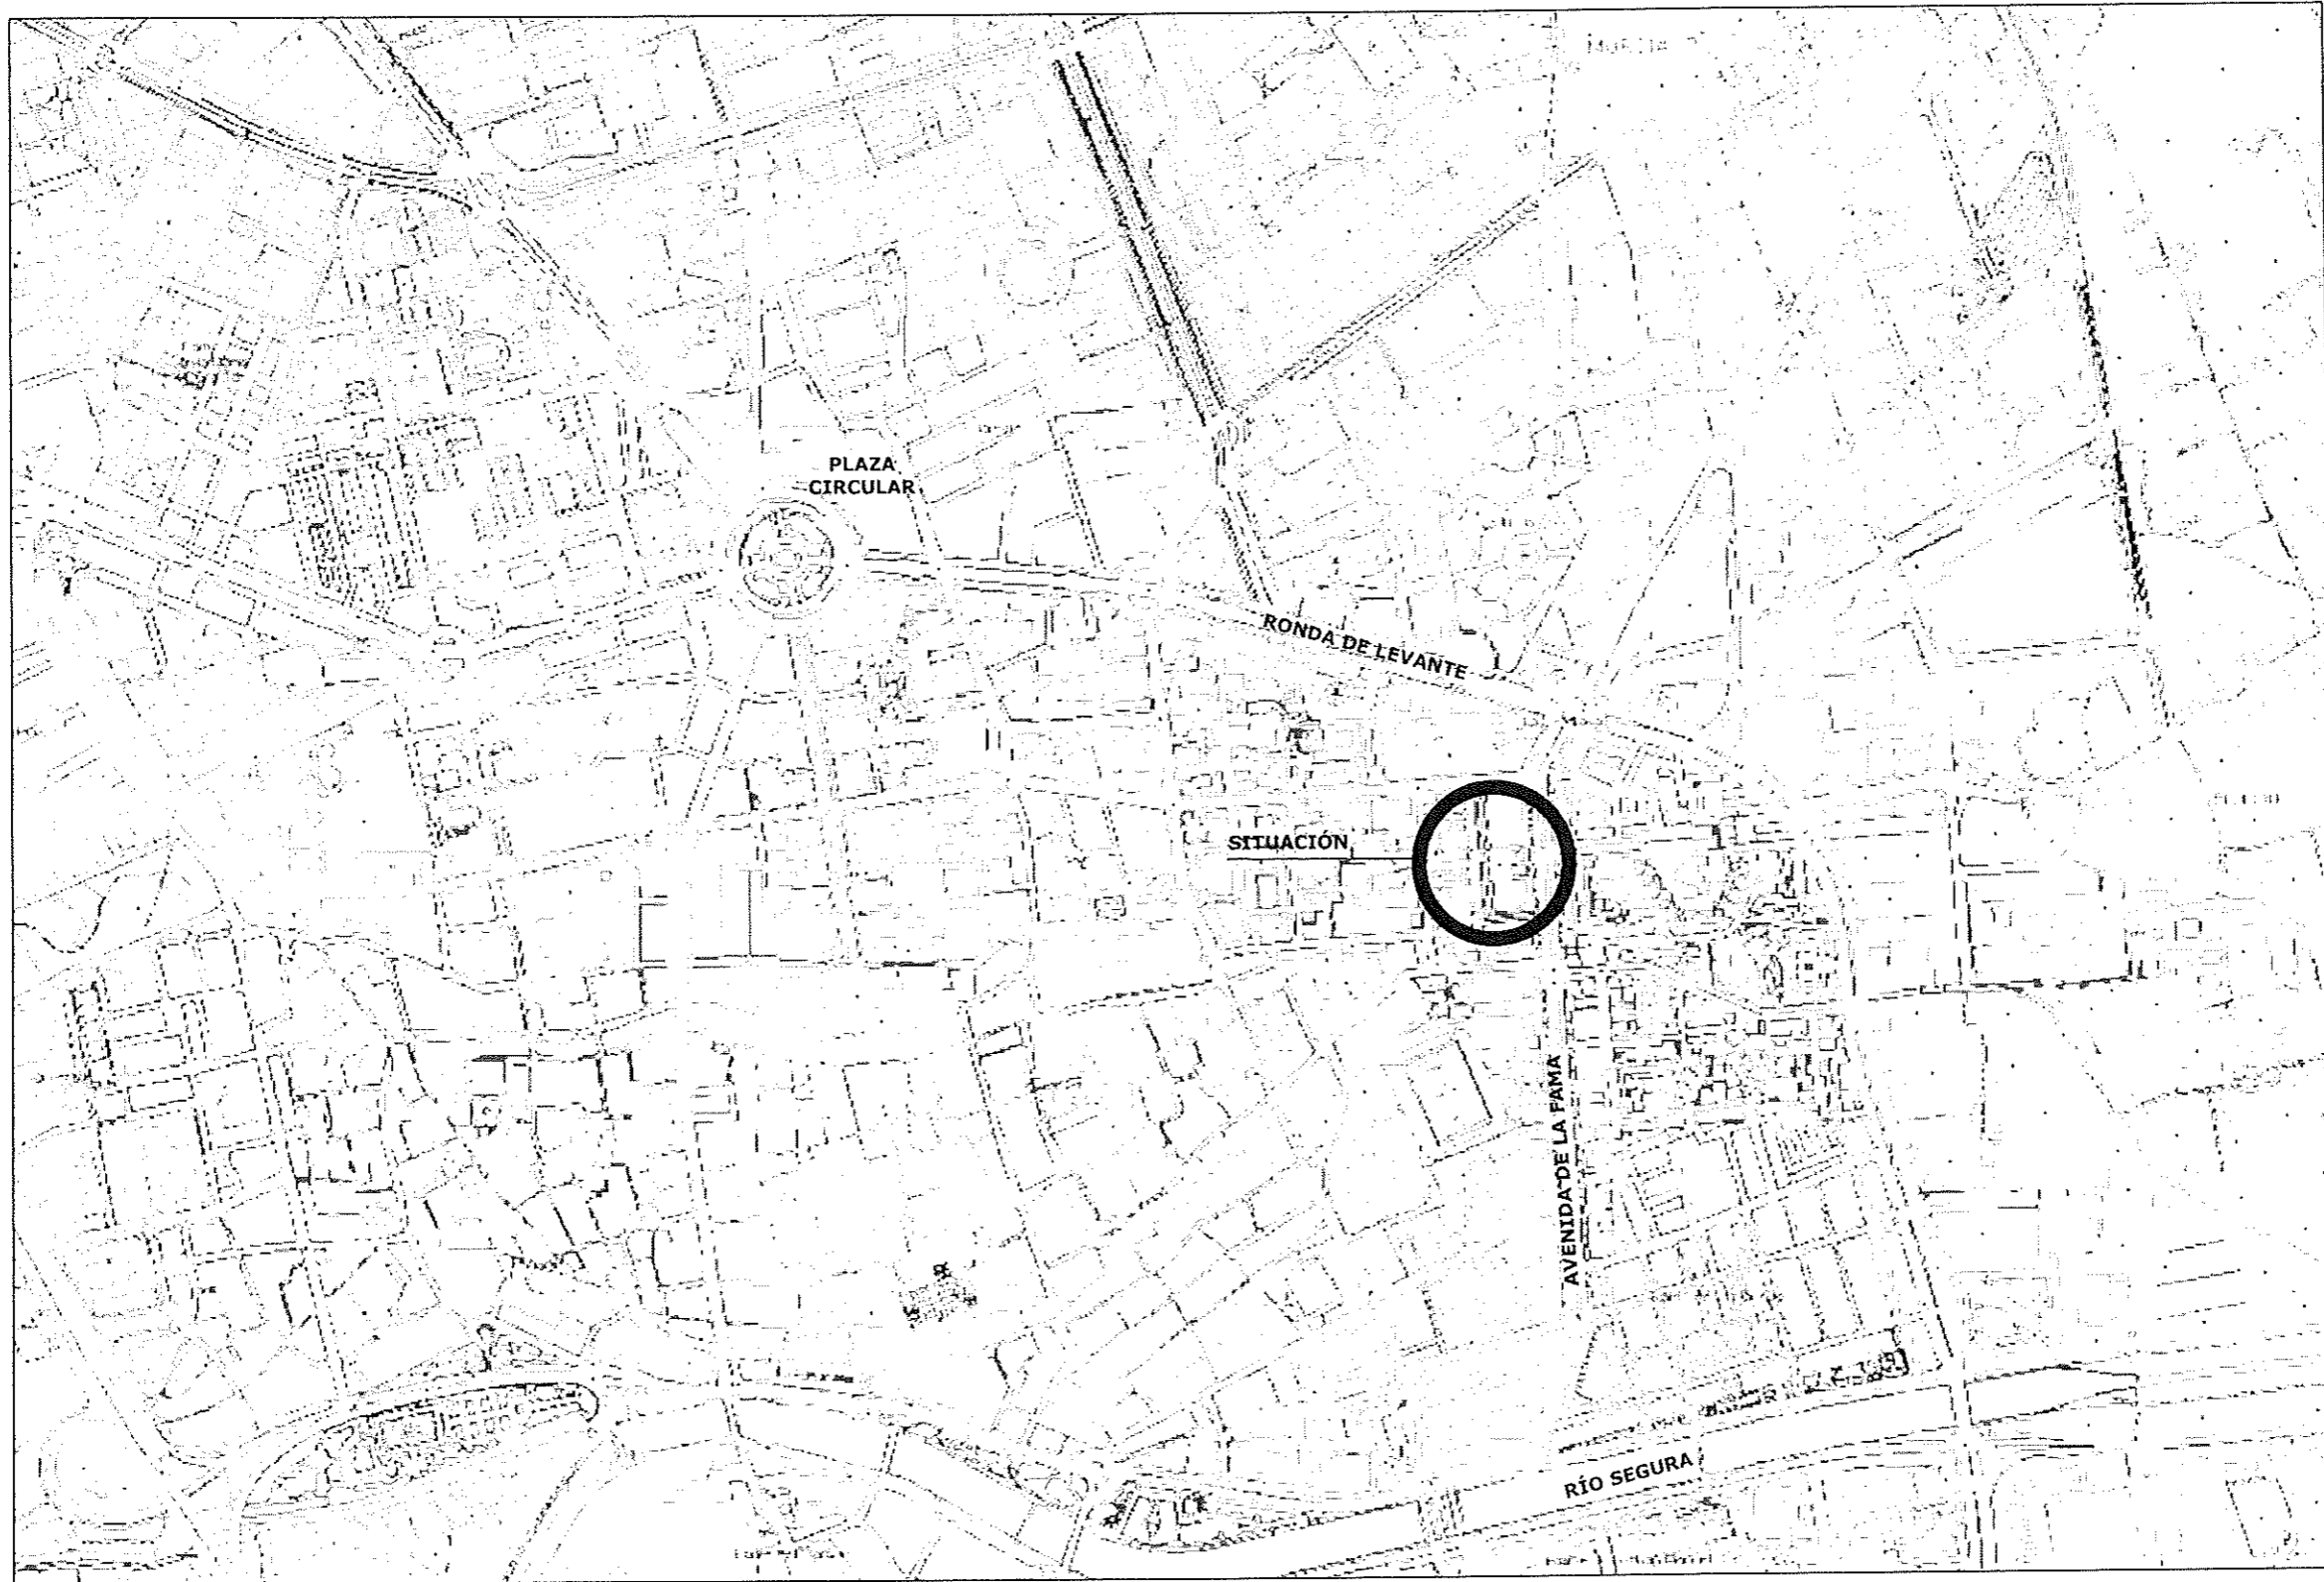 PLAZA
CIRCULAR
RONDA DE LEVANTE
SITUACIÓN
AVENIDA DE LA FAMA
RÍO SEGURA